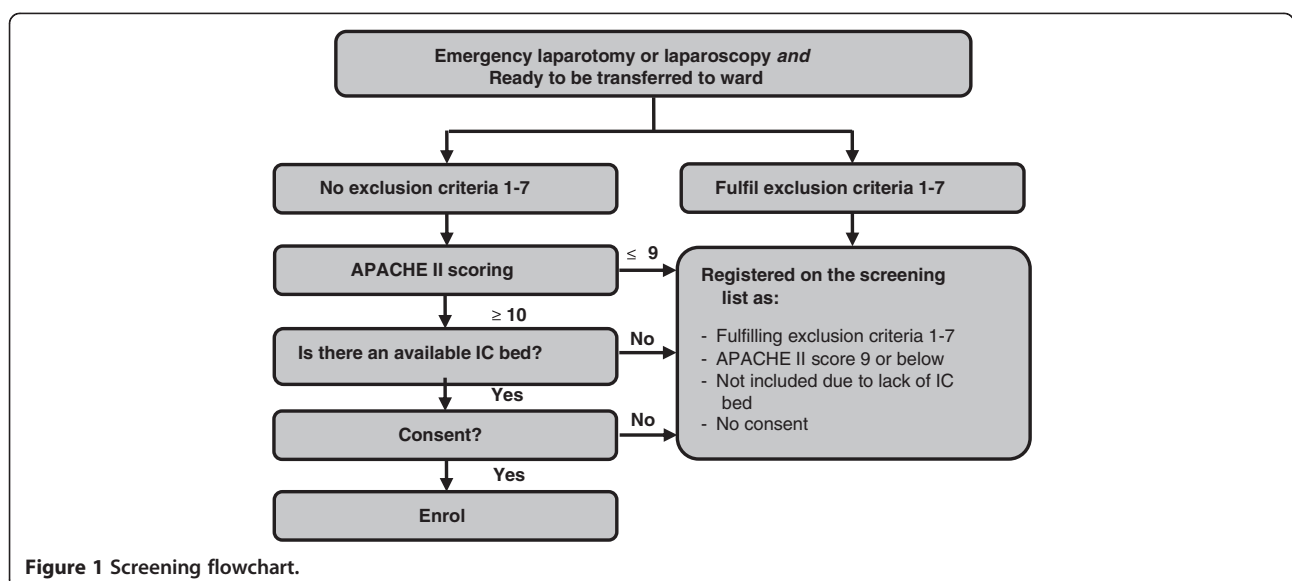 Emergency laparotomy or laparoscopy and
Ready to be transferred to ward
No exclusion criteria 1-7
Fulfil exclusion criteria 1-7
APACHE II scoring
≤ 9
Registered on the screening
list as:
- Fulfilling exclusion criteria 1-7
- APACHE II score 9 or below
- Not included due to lack of IC
bed
- No consent
≥ 10
Is there an available IC bed?
No
Yes
Consent?
No
Yes
Enrol
Figure 1 Screening flowchart.